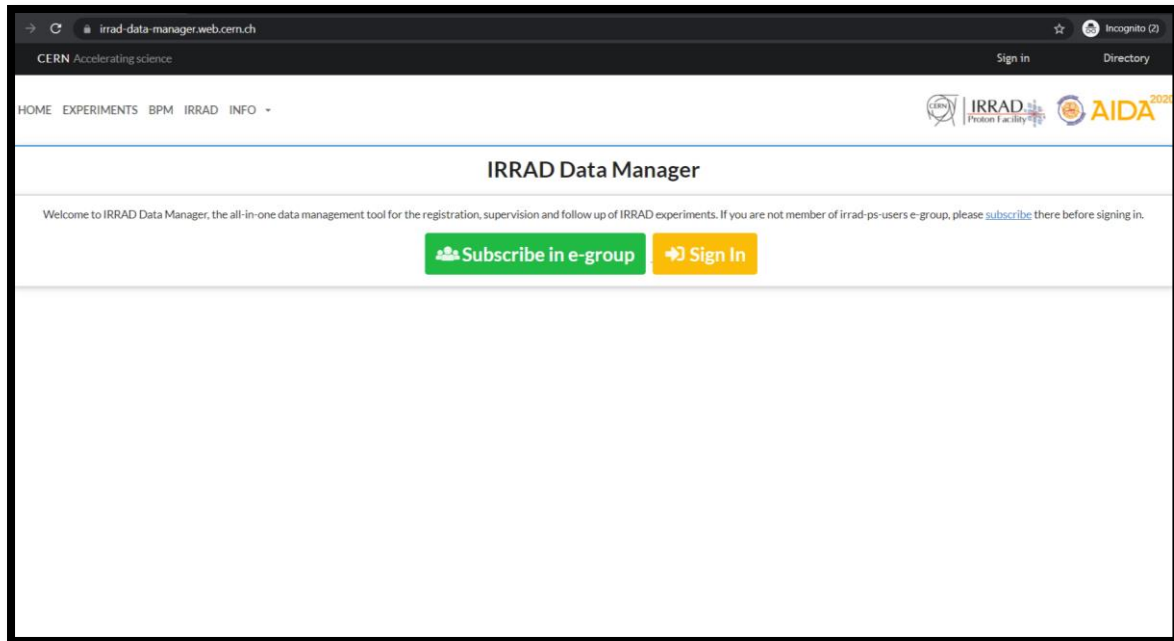 irrad-data-manager.web.cern.ch
Incognito (2)
CERN Accelerating science
Sign in
Directory
HOME EXPERIMENTS BPM IRRAD INFO
CERN
IRRAD
Proton Facility
AIDA2020
IRRAD Data Manager
Welcome to IRRAD Data Manager, the all-in-one data management tool for the registration, supervision and follow up of IRRAD experiments. If you are not member of irrad-ps-users e-group, please subscribe there before signing in.
Subscribe in e-group
Sign In